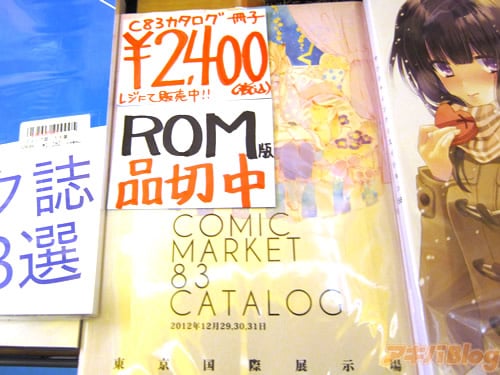 C83カタログ 冊子
¥2,400
(税込)
レジにて販売中!!
ROM版
品切中
COMIC
MARKET
83
CATALOG
2012年12月29,30,31日
東京国際展示場
ク誌
3選
アキバBlog